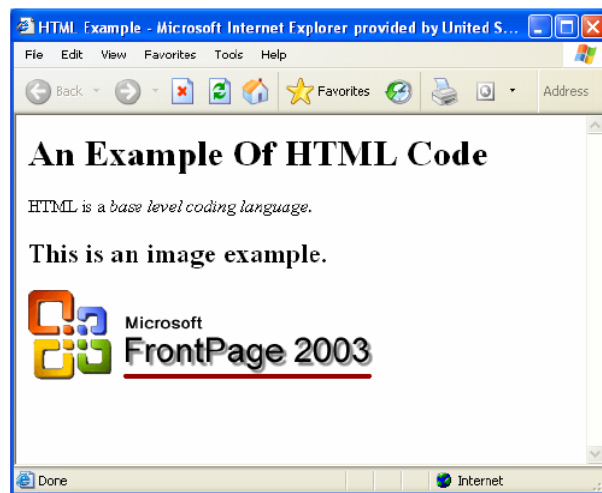 HTML Example - Microsoft Internet Explorer provided by United S...
File Edit View Favorites Tools Help
Back Favorites Address
An Example Of HTML Code
HTML is a base level coding language.
This is an image example.
Microsoft
FrontPage 2003
Done Internet